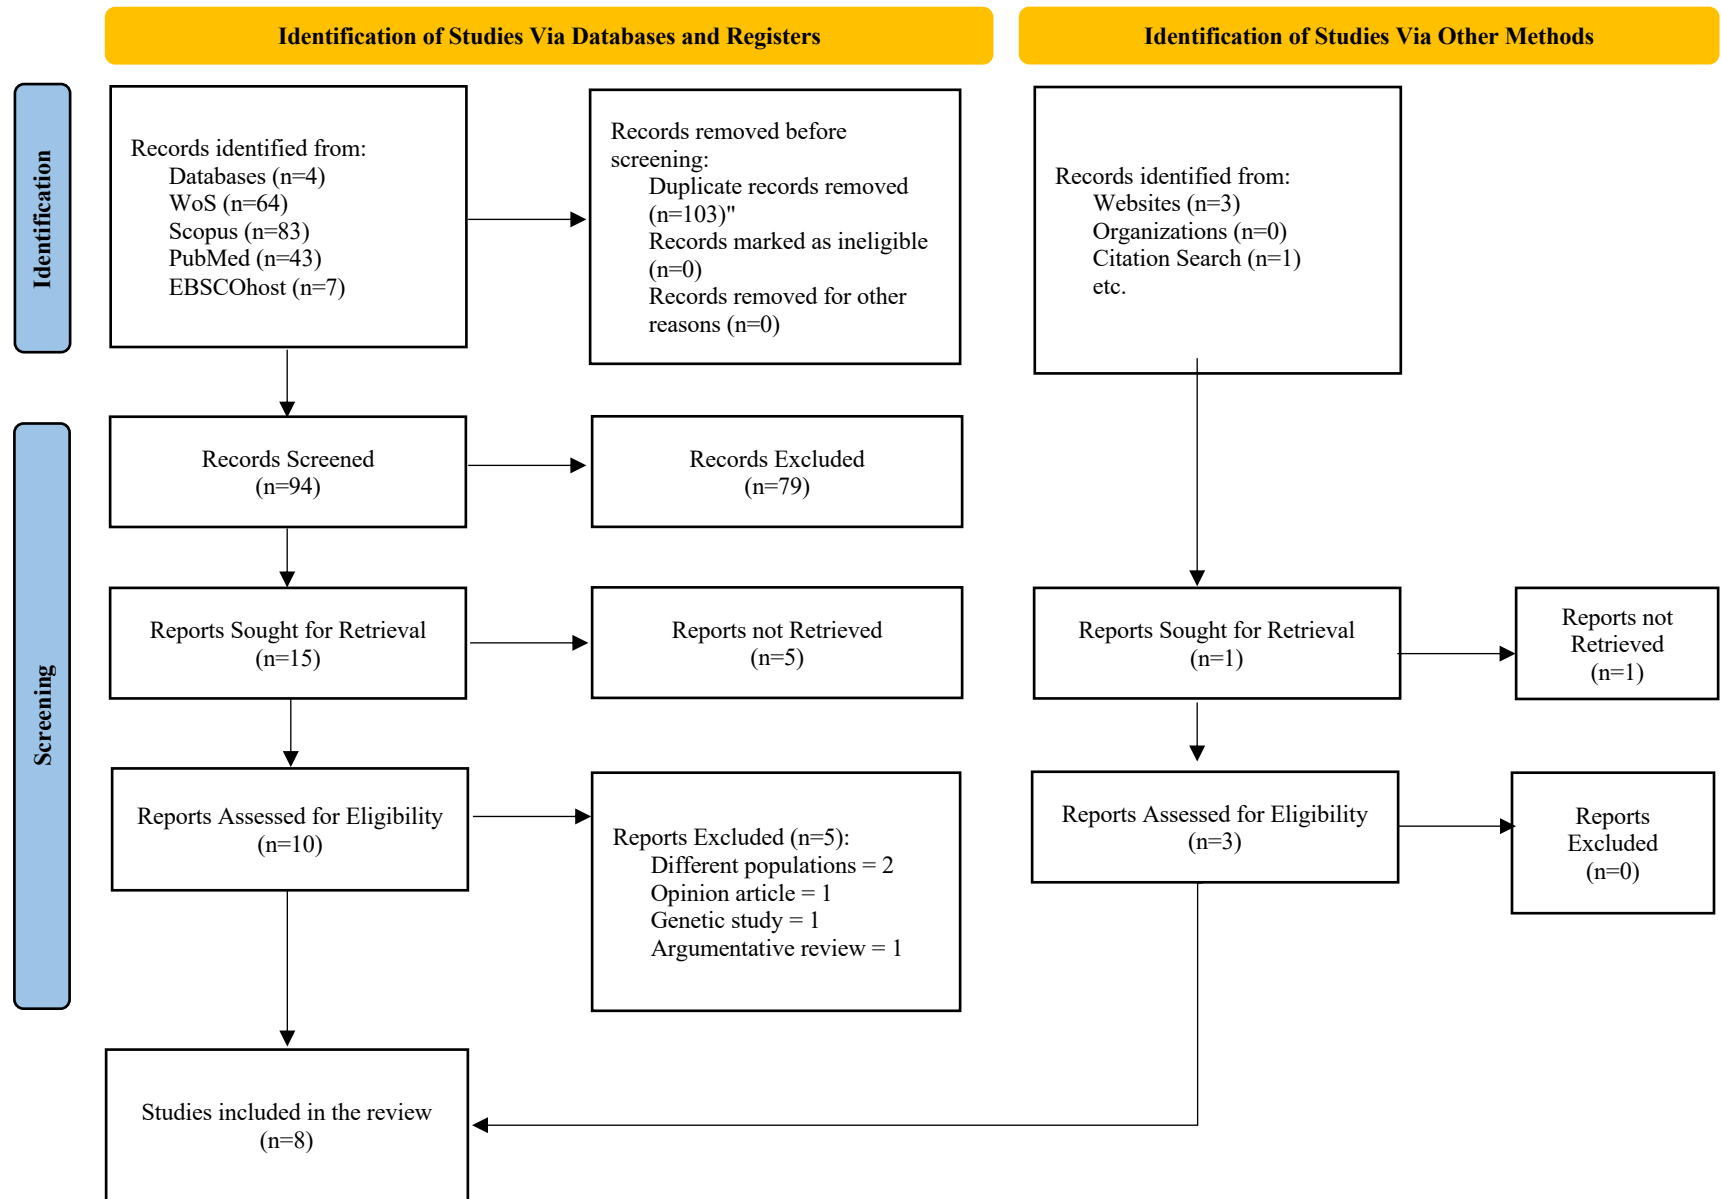 Identification of Studies Via Databases and Registers
Identification of Studies Via Other Methods
Identification
Records identified from:
Databases (n=4)
WoS (n=64)
Scopus (n=83)
PubMed (n=43)
EBSCOhost (n=7)
Records removed before
screening:
Duplicate records removed
(n=103)"
Records marked as ineligible
(n=0)
Records removed for other
reasons (n=0)
Records identified from:
Websites (n=3)
Organizations (n=0)
Citation Search (n=1)
etc.
Screening
Records Screened
(n=94)
Records Excluded
(n=79)
Reports Sought for Retrieval
(n=15)
Reports not Retrieved
(n=5)
Reports Sought for Retrieval
(n=1)
Reports not
Retrieved
(n=1)
Reports Assessed for Eligibility
(n=10)
Reports Excluded (n=5):
Different populations = 2
Opinion article = 1
Genetic study = 1
Argumentative review = 1
Reports Assessed for Eligibility
(n=3)
Reports
Excluded
(n=0)
Studies included in the review
(n=8)